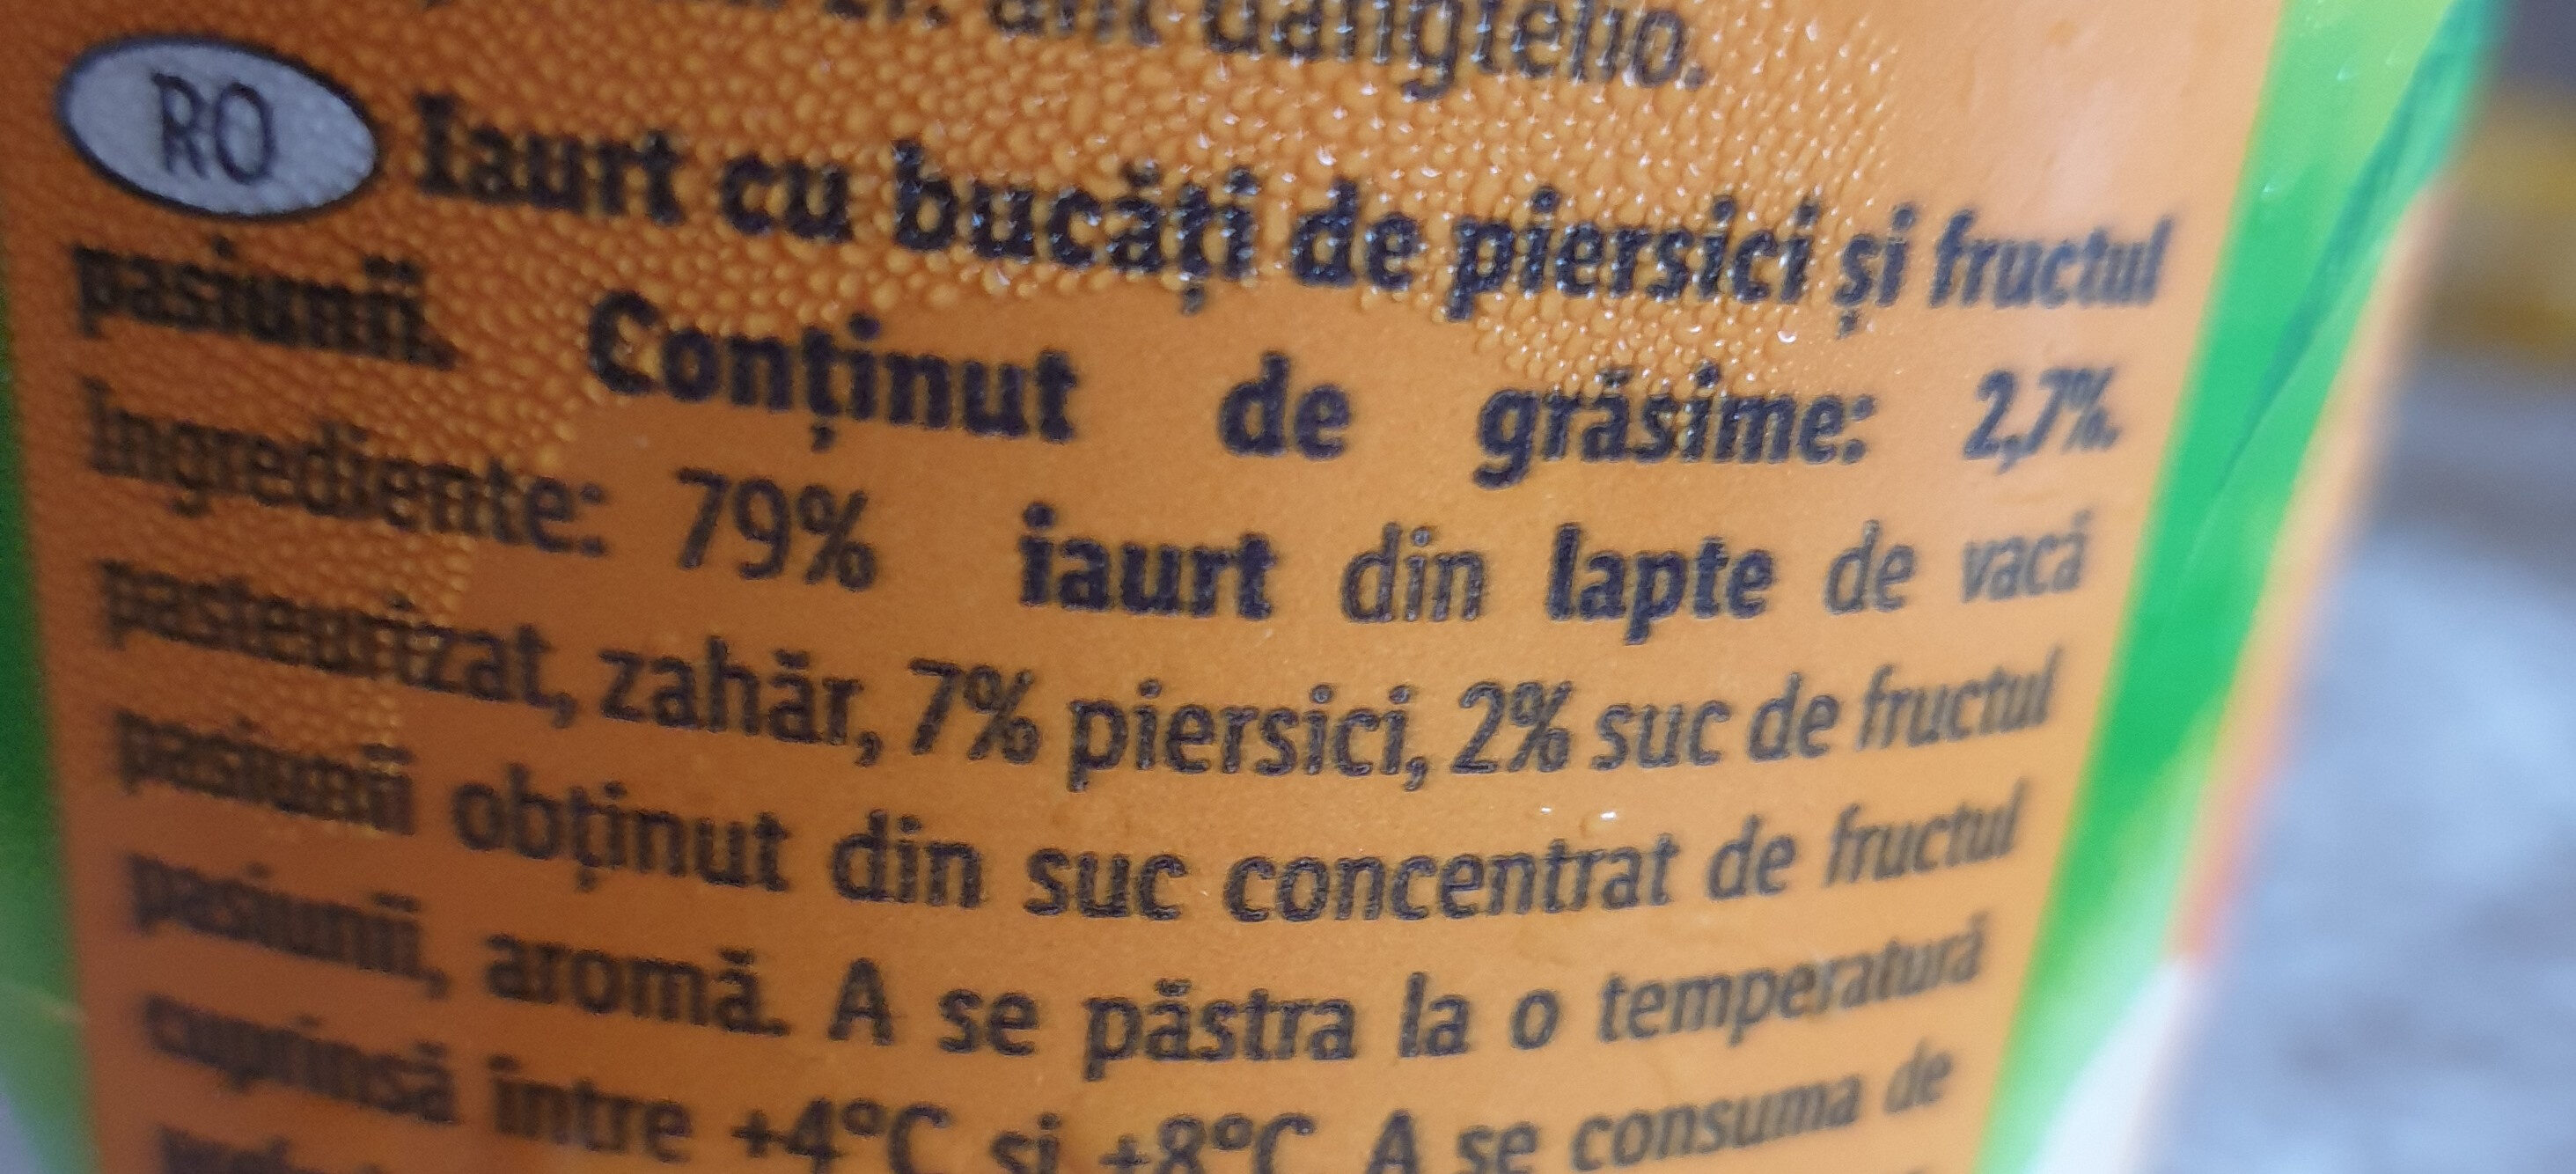 ant dangtelio.
RO Iaurt cu bucăți de piersici și fructul
pasiunii. Conținut de grăsime: 2,7%.
Ingrediente: 79% iaurt din lapte de vacă
pasteurizat, zahăr, 7% piersici, 2% suc de fructul
pasiunii obținut din suc concentrat de fructul
pasiunii, aromă. A se păstra la o temperatură
cuprinsă între +4°C și +8°C. A se consuma de